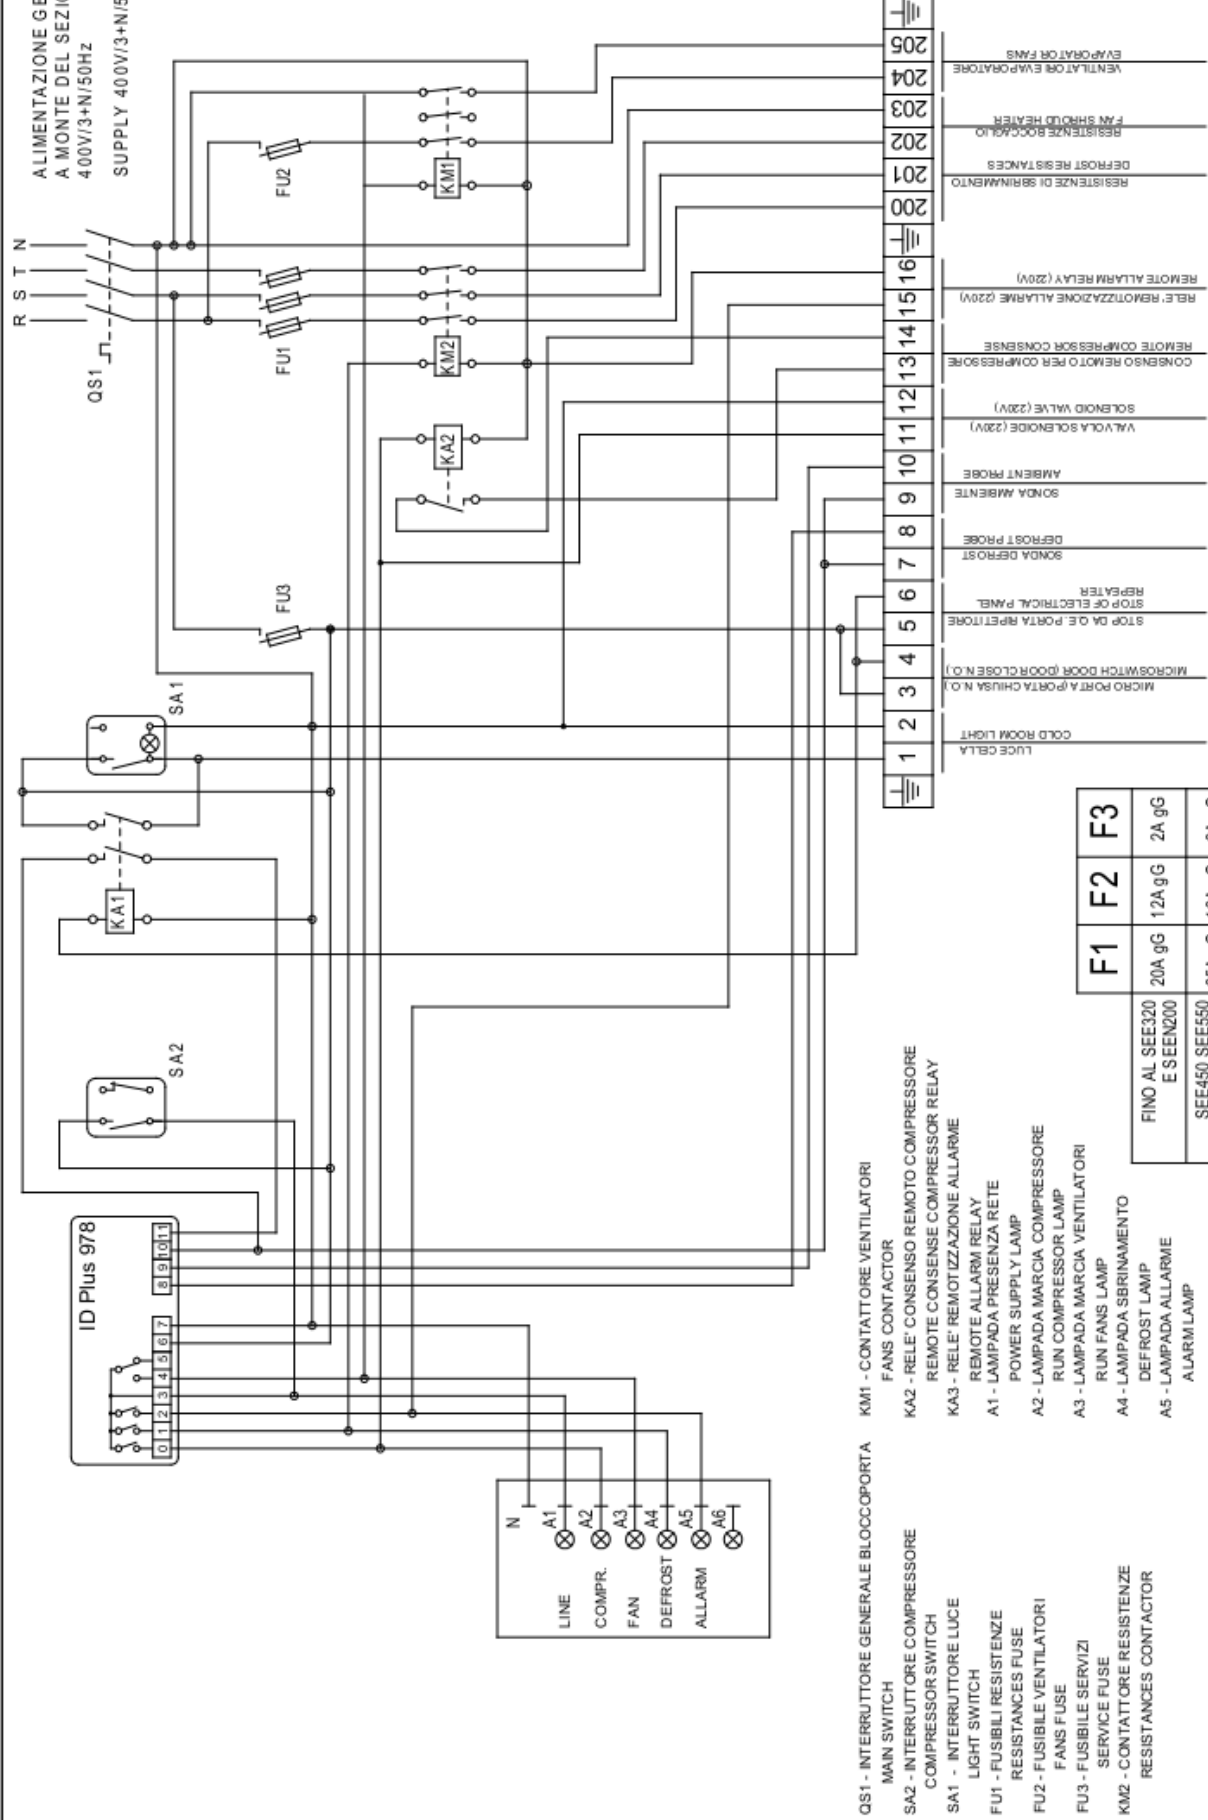 ALIMENTAZIONE GE
A MONTE DEL SEZIO
400V/3+N/50Hz
SUPPLY 400V/3+N/5
R S T N
QS1
FU1
FU2
FU3
KM1
KM2
KA2
SA1
KA1
SA2
ID Plus 978
0 1 2 3 4 5 6 7 8 9 10 11
N
A1
A2
A3
A4
A5
A6
LINE
COMPR.
FAN
DEFROST
ALLARM
1 2 3 4 5 6 7 8 9 10 11 12 13 14 15 16 200 201 202 203 204 205
LUCE CELLA
COLD ROOM LIGHT
MICRO PORTA (PORTA CHIUSA N.O.)
MICROSWITCH DOOR (DOOR CLOSE N.O.)
STOP DA Q.E. PORTA RIPETITORE
STOP OF ELECTRICAL PANEL
REPEATER
SONDA DEFROST
DEFROST PROBE
SONDA AMBIENTE
AMBIENT PROBE
VALVOLA SOLENOIDE (220V)
SOLENOID VALVE (220V)
CONSENSO REMOTO PER COMPRESSORE
REMOTE COMPRESSOR CONSENSE
RELE' REMOTIZZAZIONE ALLARME (220V)
REMOTE ALLARM RELAY (220V)
RESISTENZE DI SBRINAMENTO
DEFROST RESISTANCES
RESISTENZE BOCCAGLIO
FAN SHROUD HEATER
VENTILATORI EVAPORATORE
EVAPORATOR FANS
QS1 - INTERRUTTORE GENERALE BLOCCOPORTA
MAIN SWITCH
SA2 - INTERRUTTORE COMPRESSORE
COMPRESSOR SWITCH
SA1 - INTERRUTTORE LUCE
LIGHT SWITCH
FU1 - FUSIBILI RESISTENZE
RESISTANCES FUSE
FU2 - FUSIBILE VENTILATORI
FANS FUSE
FU3 - FUSIBILE SERVIZI
SERVICE FUSE
KM2 - CONTATTORE RESISTENZE
RESISTANCES CONTACTOR
KM1 - CONTATTORE VENTILATORI
FANS CONTACTOR
KA2 - RELE' CONSENSO REMOTO COMPRESSORE
REMOTE CONSENSE COMPRESSOR RELAY
KA3 - RELE' REMOTIZZAZIONE ALLARME
REMOTE ALLARM RELAY
A1 - LAMPADA PRESENZA RETE
POWER SUPPLY LAMP
A2 - LAMPADA MARCIA COMPRESSORE
RUN COMPRESSOR LAMP
A3 - LAMPADA MARCIA VENTILATORI
RUN FANS LAMP
A4 - LAMPADA SBRINAMENTO
DEFROST LAMP
A5 - LAMPADA ALLARME
ALARM LAMP
F1 F2 F3
FINO AL SEE320 20A gG 12A gG 2A gG
E SEEN200
SEE450 SEE550